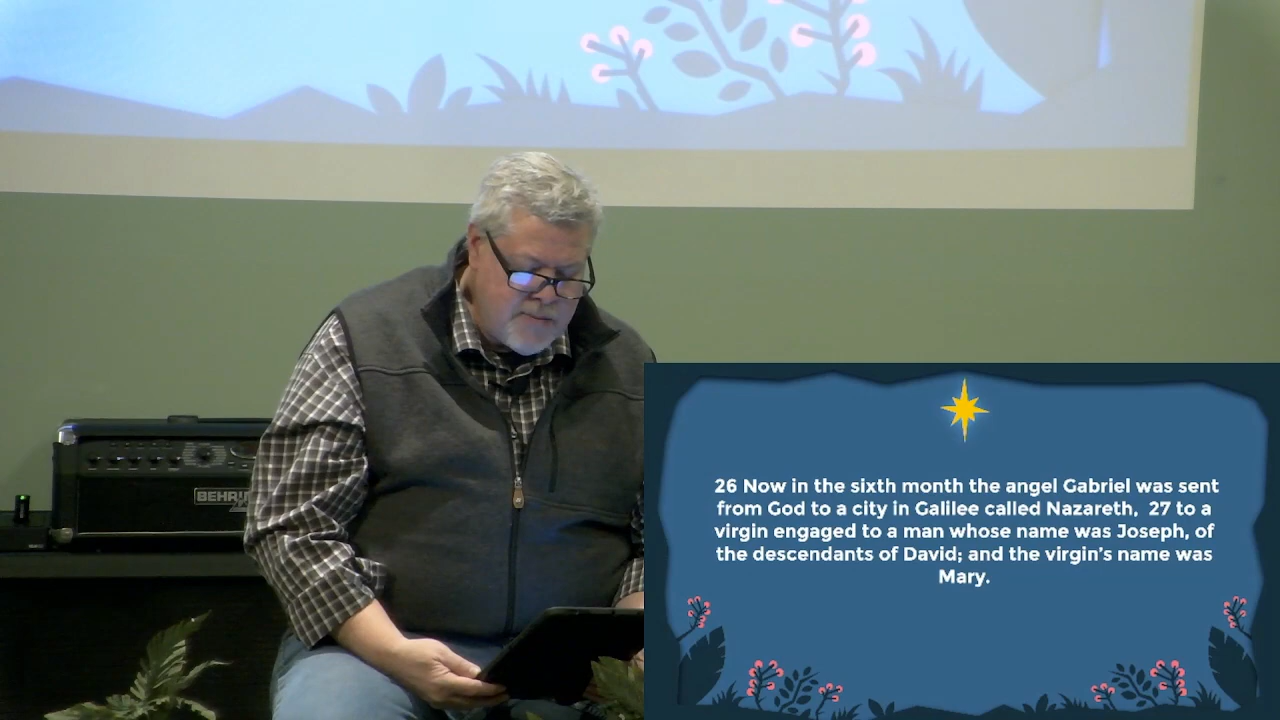 BEHRI
26 Now in the sixth month the angel Gabriel was sent
from God to a city in Galilee called Nazareth,  27 to a
virgin engaged to a man whose name was Joseph, of
the descendants of David; and the virgin's name was
Mary.